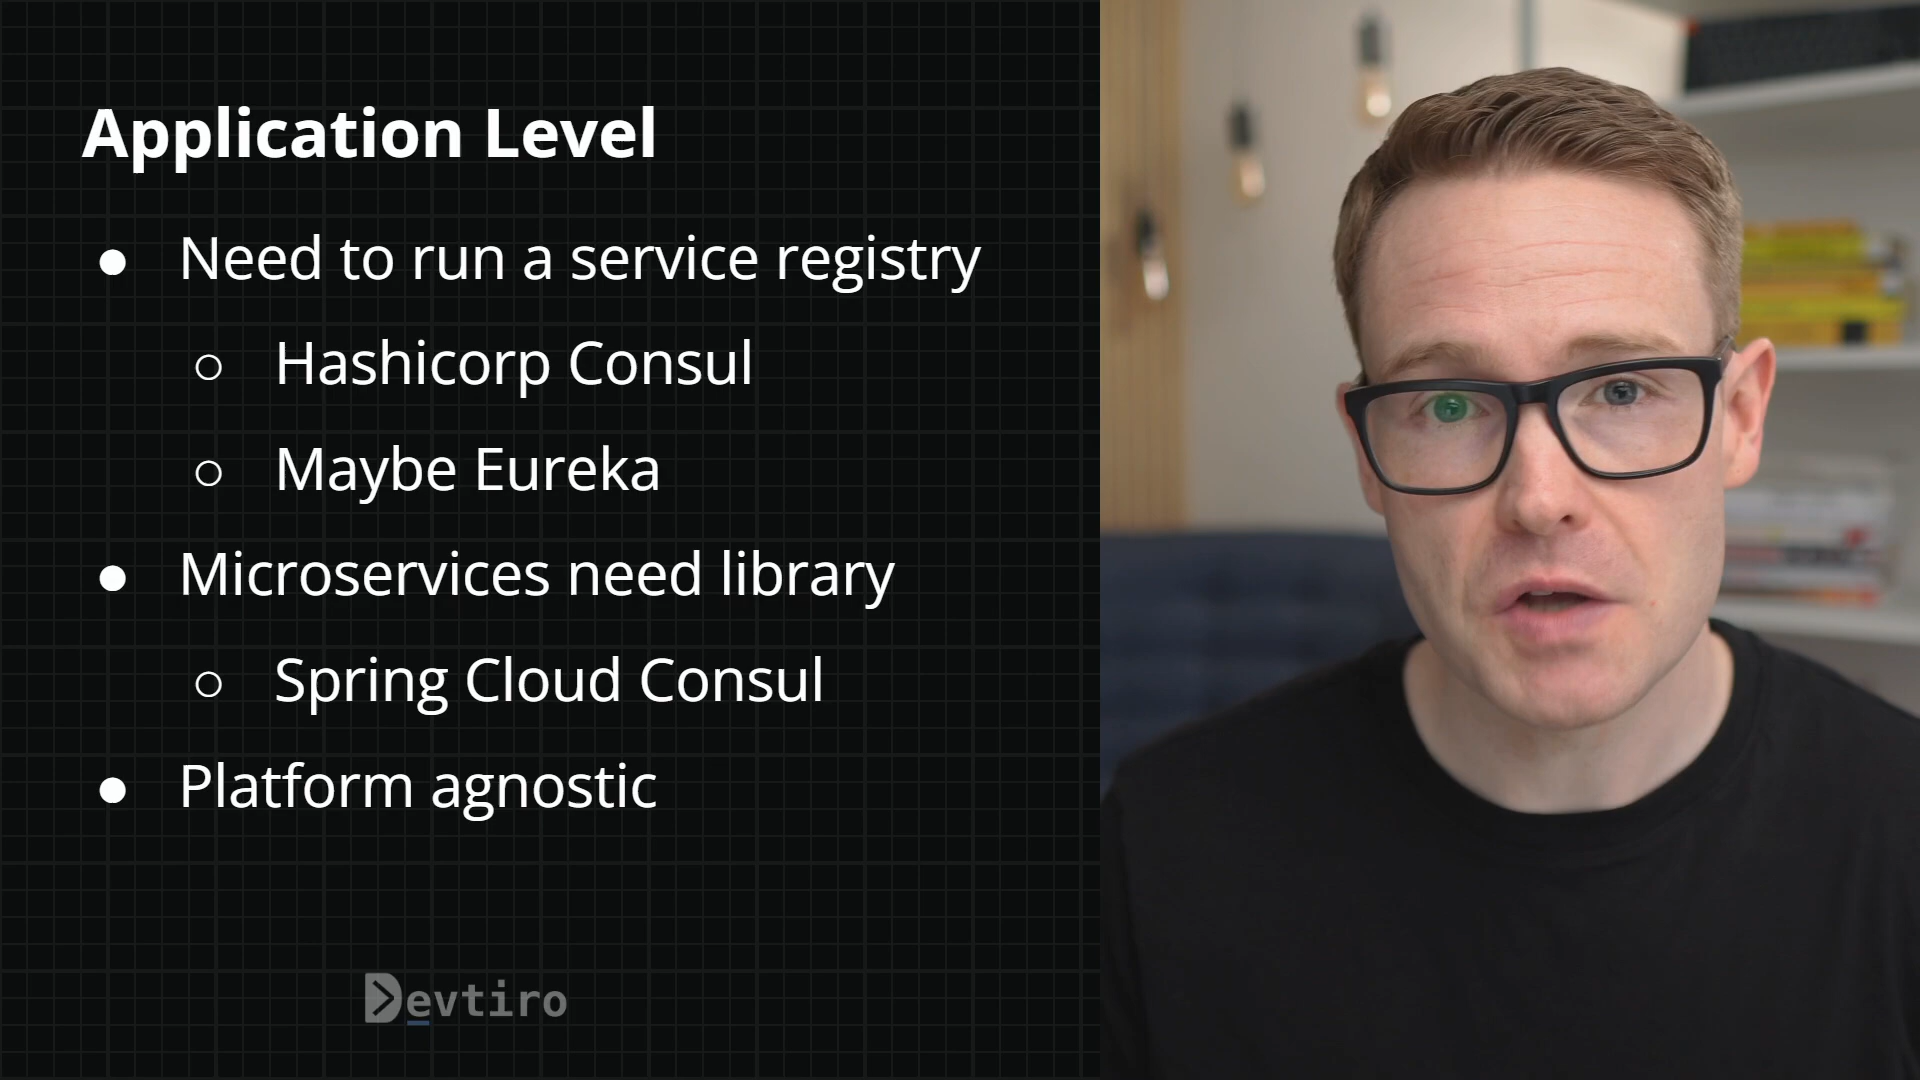 Application Level
● Need to run a service registry
○ Hashicorp Consul
○ Maybe Eureka
● Microservices need library
○ Spring Cloud Consul
● Platform agnostic
Devtiro